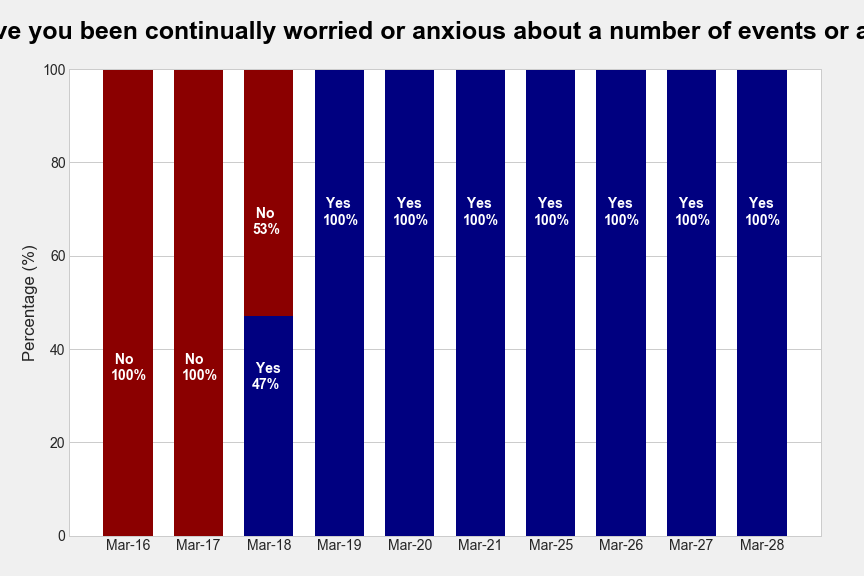 ve you been continually worried or anxious about a number of events or a
Percentage (%)
100
80
60
40
20
0
No
100%
No
100%
No
53%
Yes
47%
Yes
100%
Yes
100%
Yes
100%
Yes
100%
Yes
100%
Yes
100%
Yes
100%
Mar-16 Mar-17 Mar-18 Mar-19 Mar-20 Mar-21 Mar-25 Mar-26 Mar-27 Mar-28